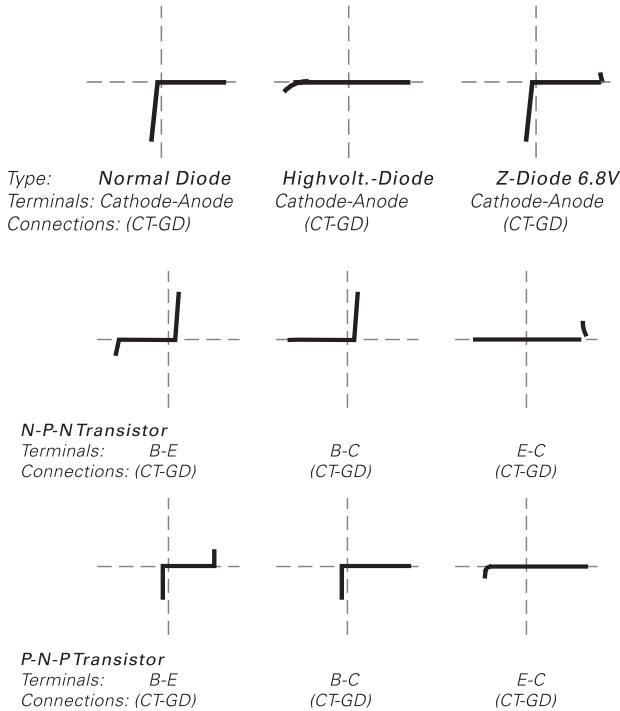 Type: Normal Diode Highvolt.-Diode Z-Diode 6.8V
Terminals: Cathode-Anode Cathode-Anode Cathode-Anode
Connections: (CT-GD) (CT-GD) (CT-GD)
N-P-N Transistor
Terminals: B-E B-C E-C
Connections: (CT-GD) (CT-GD) (CT-GD)
P-N-P Transistor
Terminals: B-E B-C E-C
Connections: (CT-GD) (CT-GD) (CT-GD)